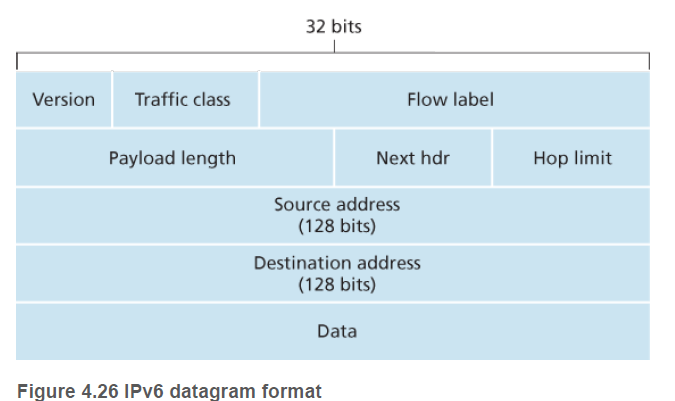 32 bits
Version Traffic class Flow label
Payload length Next hdr Hop limit
Source address
(128 bits)
Destination address
(128 bits)
Data
Figure 4.26 IPv6 datagram format